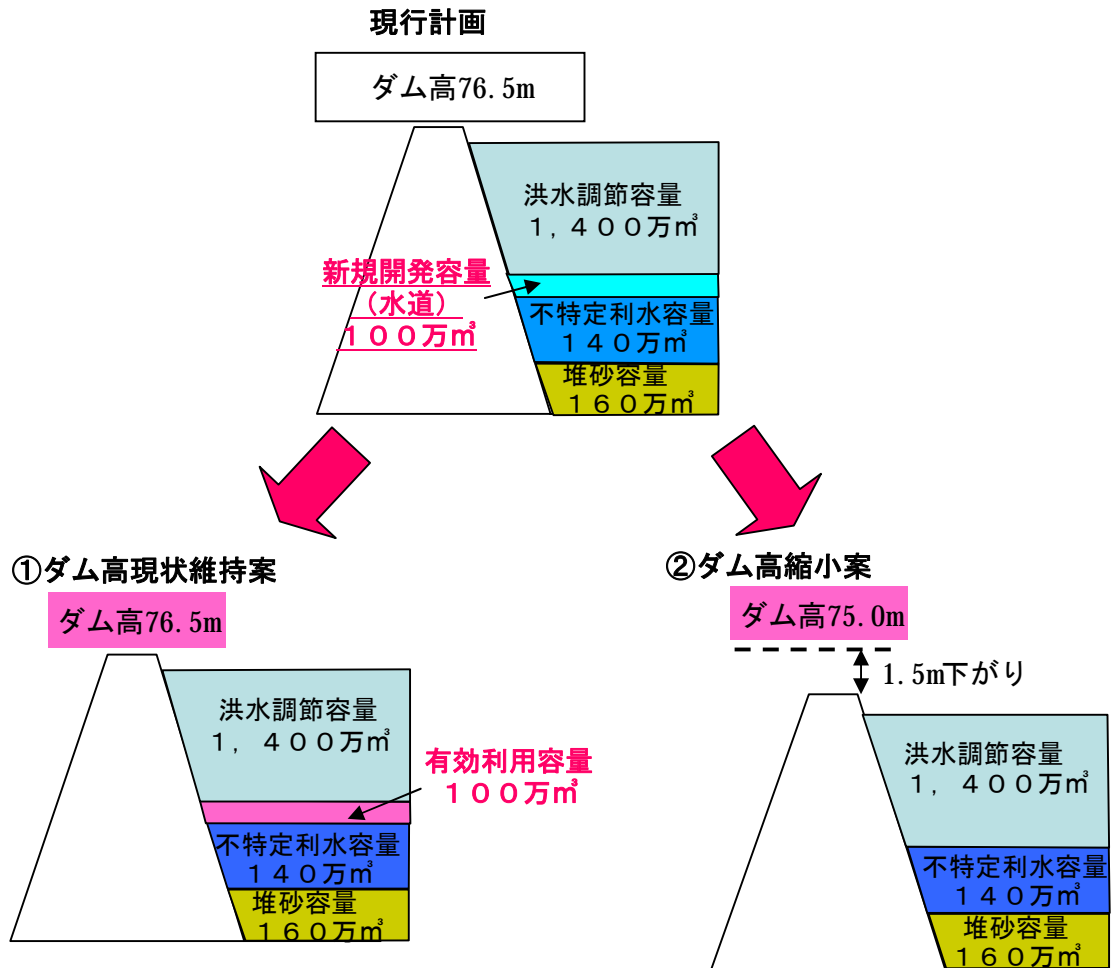 現行計画
ダム高76.5m
洪水調節容量
１,４００万㎥
新規開発容量
（水道）
１００万㎥
不特定利水容量
１４０万㎥
堆砂容量
１６０万㎥
①ダム高現状維持案
ダム高76.5m
洪水調節容量
１,４００万㎥
有効利用容量
１００万㎥
不特定利水容量
１４０万㎥
堆砂容量
１６０万㎥
②ダム高縮小案
ダム高75.0m
1.5m下がり
洪水調節容量
１,４００万㎥
不特定利水容量
１４０万㎥
堆砂容量
１６０万㎥